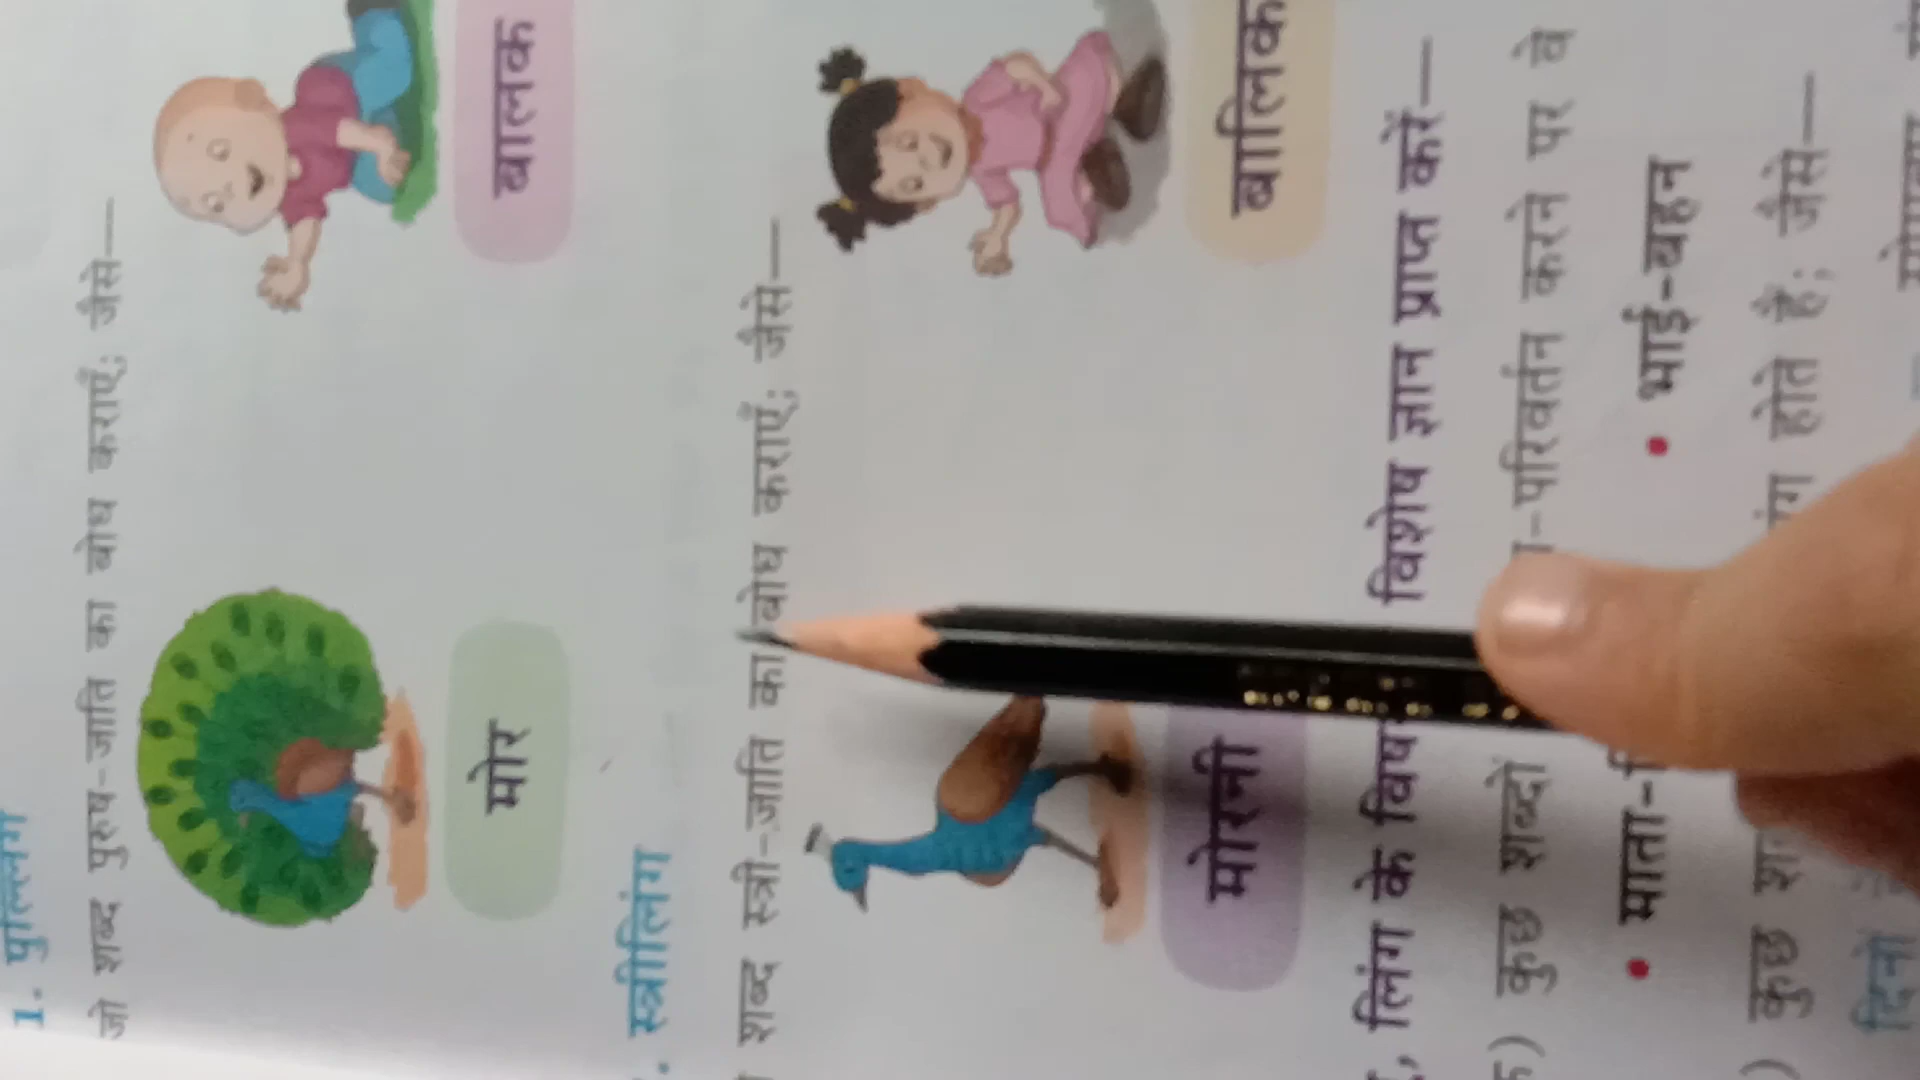 1. पुल्लिंग
जो शब्द पुरुष-जाति का बोध कराएँ; जैसे—
मोर बालक
स्त्रीलिंग
शब्द स्त्री-जाति का बोध कराएँ; जैसे—
मोरनी बालिक
, लिंग के विष विशेष ज्ञान प्राप्त करें—
) कुछ शब्दों -परिवर्तन करने पर वे
• माता- • भाई-बहन
) कुछ होते हैं; जैसे—